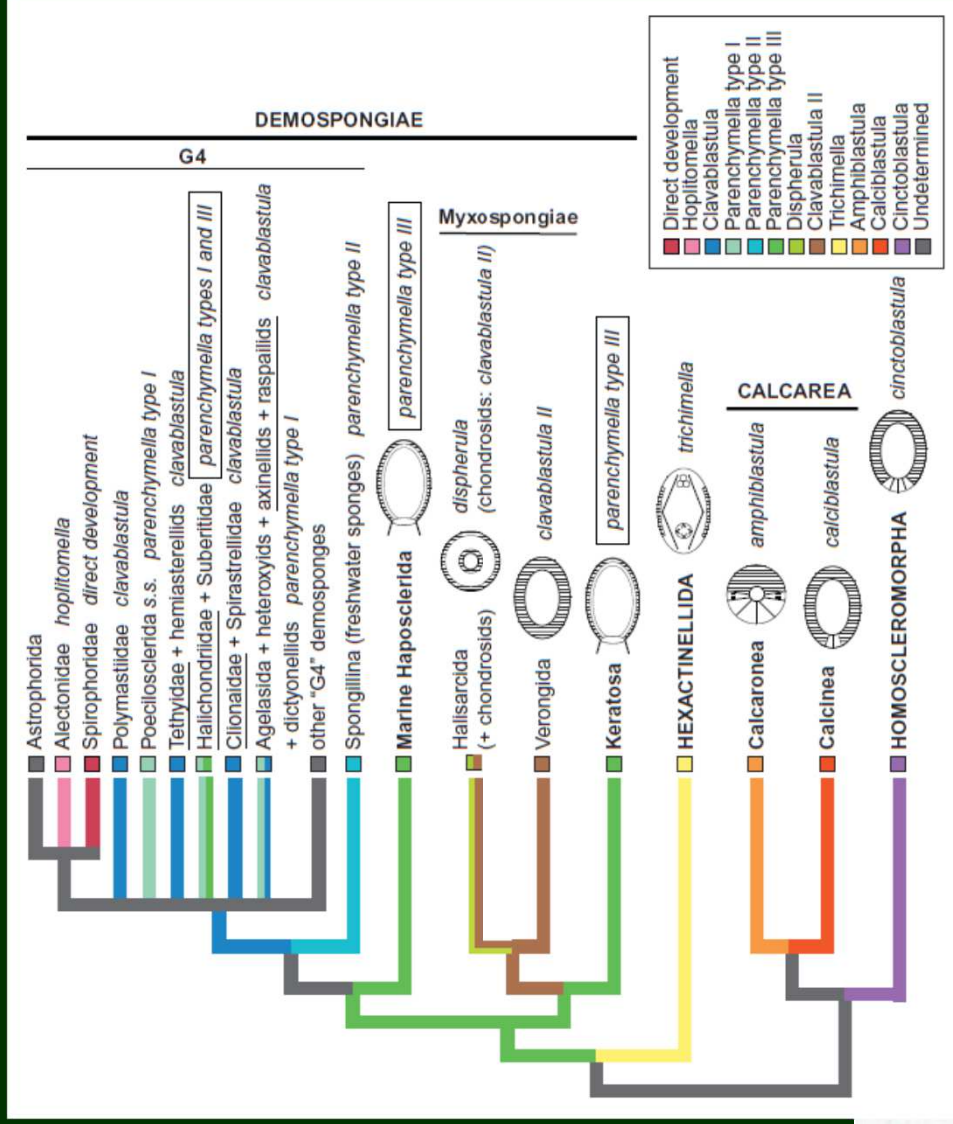 DEMOSPONGIAE
G4
Astrophorida
Alectonidae hoplitomella
Spirophoridae direct development
Polymastiidae clavablastula
Poecilosclerida s.s. parenchymella type I
Tethyidae + hemiasterellids clavablastula
Halichondriidae + Suberitidae parenchymella types I and III
Clionaidae + Spirastrellidae clavablastula
Agelasida + heteroxyids + axinellids + raspailids clavablastula
+ dictyonellids parenchymella type I
other "G4" demosponges
Spongillina (freshwater sponges) parenchymella type II
Marine Haposclerida parenchymella type III
Myxospongiae
Halisarcida dispherula
(+ chondrosids) (chondrosids: clavablastula II)
Verongida clavablastula II
Keratosa parenchymella type III
HEXACTINELLIDA trichimella
CALCAREA
Calcaronea amphiblastula
Calcinea calciblastula
HOMOSCLEROMORPHA cinctoblastula
Direct development
Hoplitomella
Clavablastula
Parenchymella type I
Parenchymella type II
Parenchymella type III
Dispherula
Clavablastula II
Trimella
Amphiblastula
Calciblastula
Cinctoblastula
Undetermined